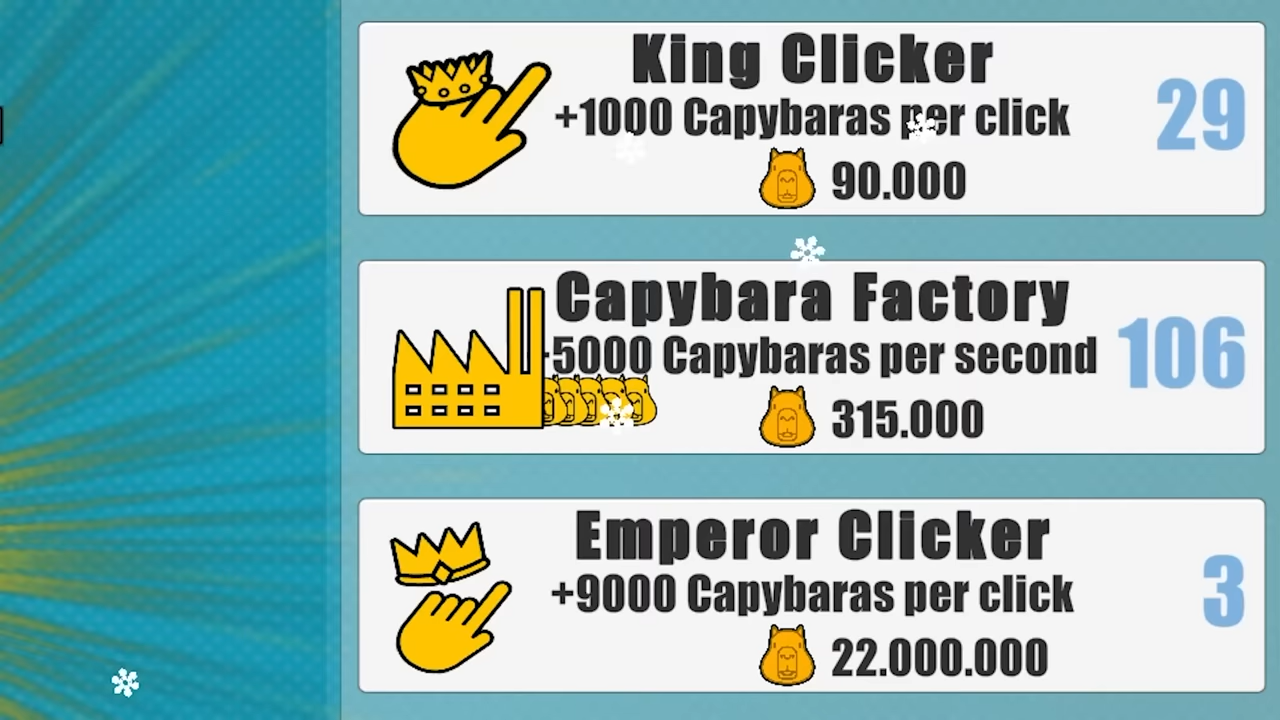 King Clicker
+1000 Capybaras per click
90.000
29
Capybara Factory
+5000 Capybaras per second
315.000
106
Emperor Clicker
+9000 Capybaras per click
22.000.000
3